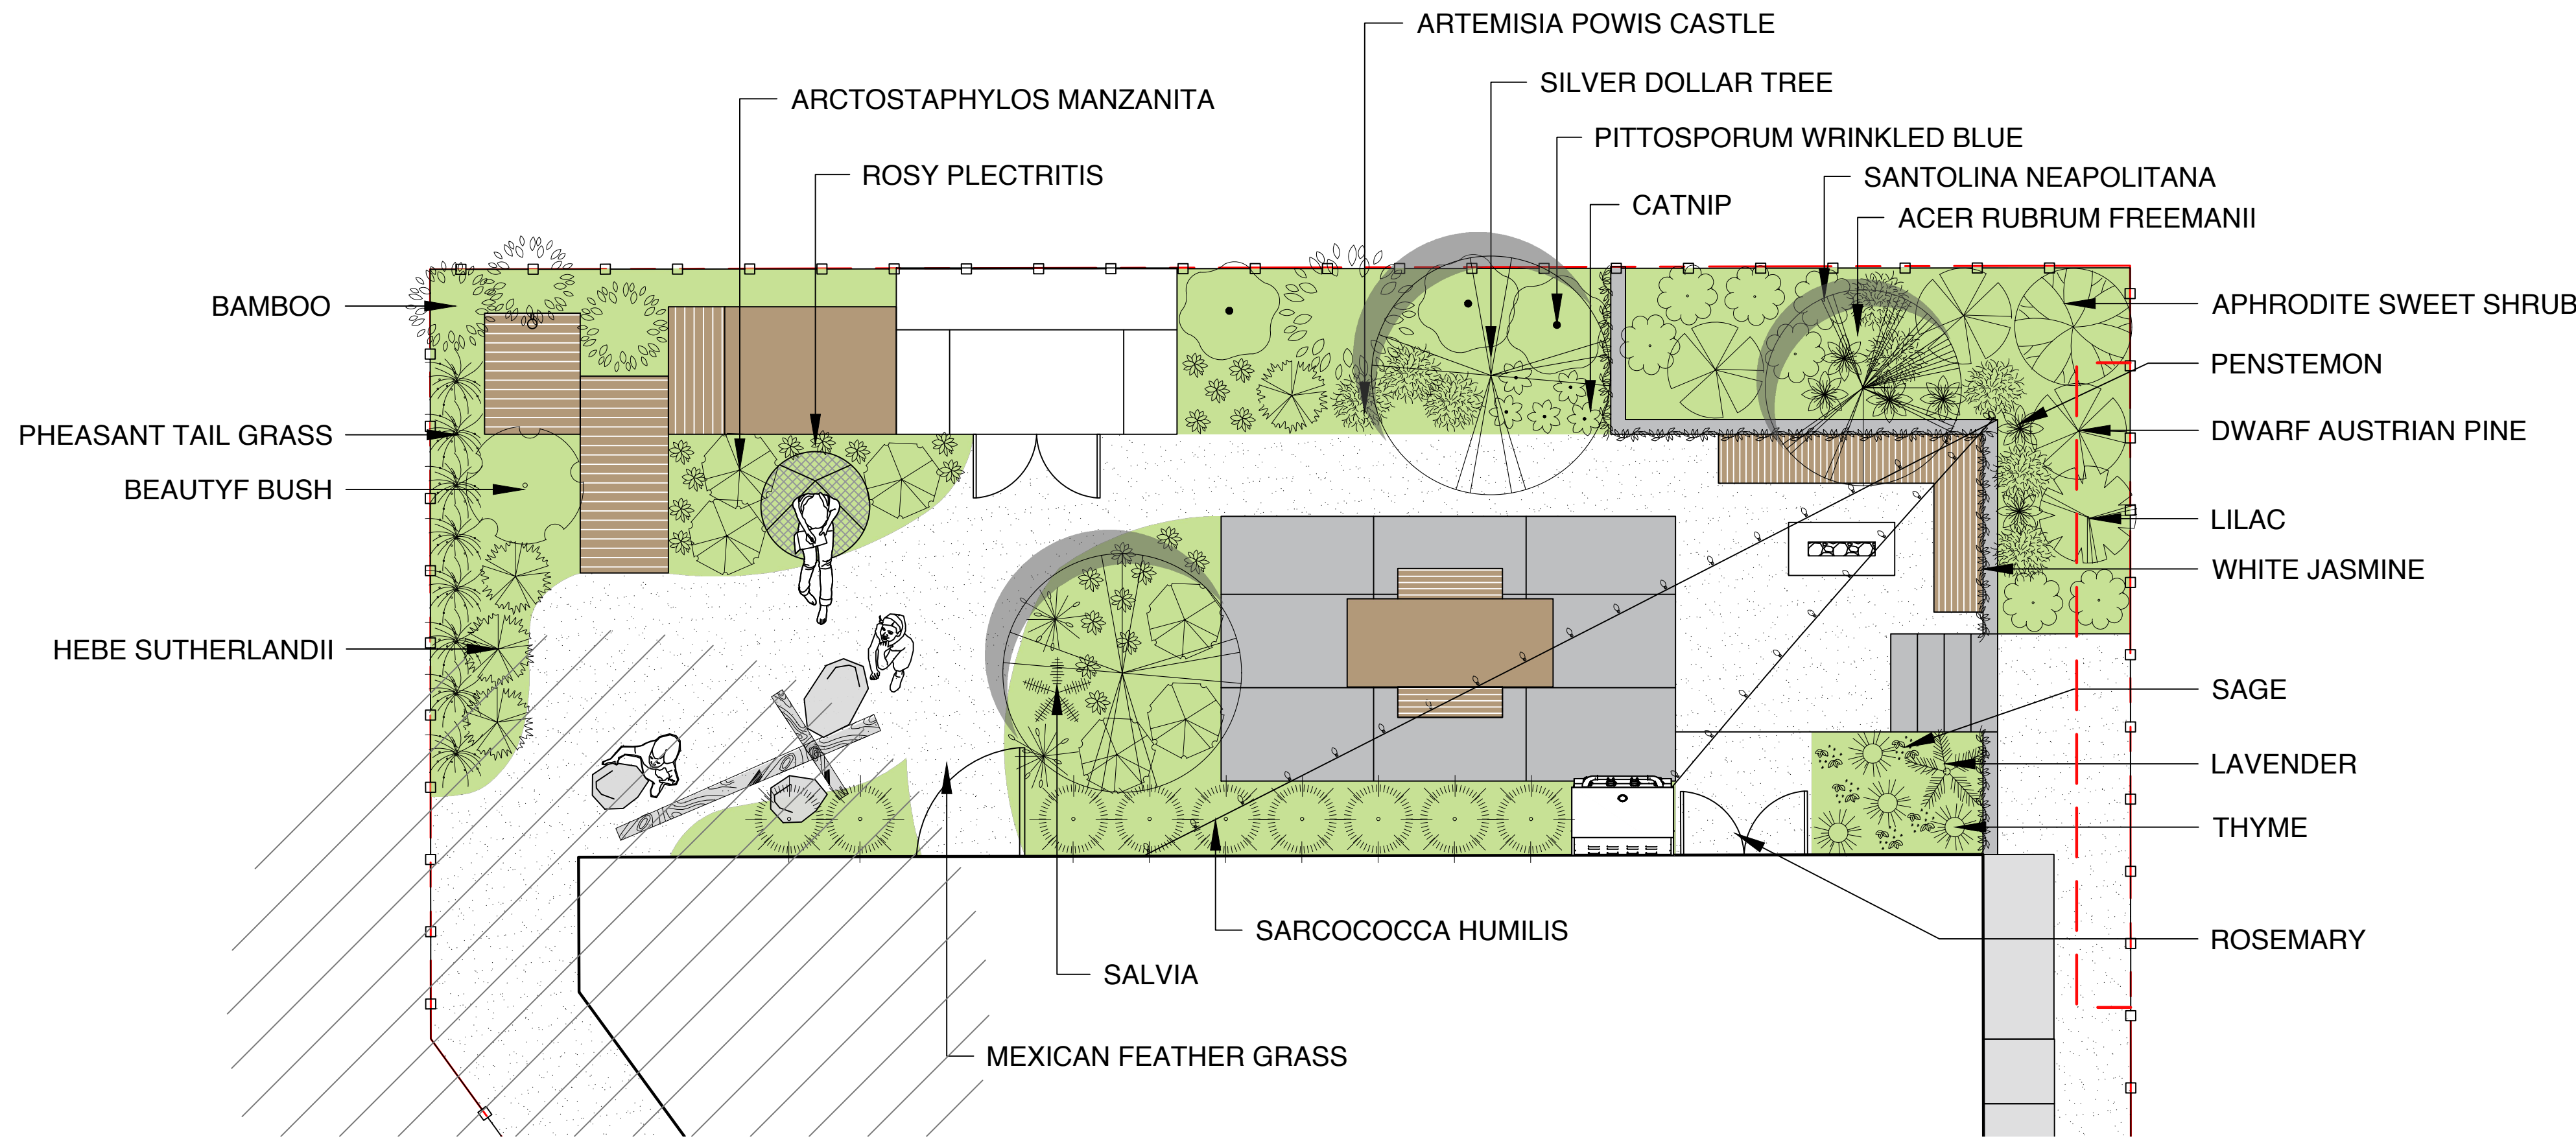 ARTEMISIA POWIS CASTLE
SILVER DOLLAR TREE
ARCTOSTAPHYLOS MANZANITA
PITTOSPORUM WRINKLED BLUE
ROSY PLECTRITIS
SANTOLINA NEAPOLITANA
CATNIP
ACER RUBRUM FREEMANII
BAMBOO
APHRODITE SWEET SHRUB
PENSTEMON
PHEASANT TAIL GRASS
DWARF AUSTRIAN PINE
BEAUTYF BUSH
LILAC
WHITE JASMINE
HEBE SUTHERLANDII
SAGE
LAVENDER
THYME
SARCOCOCCA HUMILIS
ROSEMARY
SALVIA
MEXICAN FEATHER GRASS